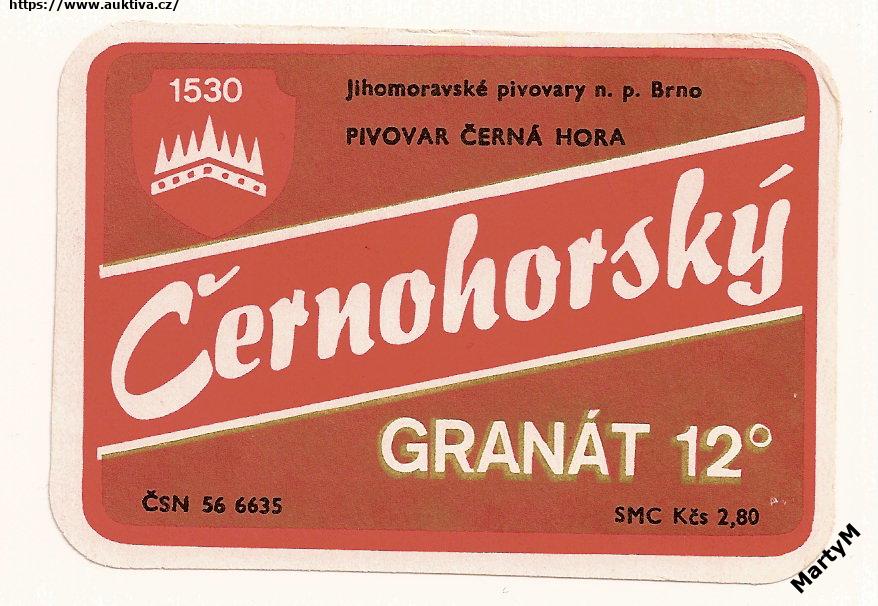 https://www.auktiva.cz/
1530
Jihomoravské pivovary n. p. Brno
PIVOVAR ČERNÁ HORA
Černohorský
GRANÁT 12°
ČSN 56 6635
SMC Kčs 2,80
MartyM